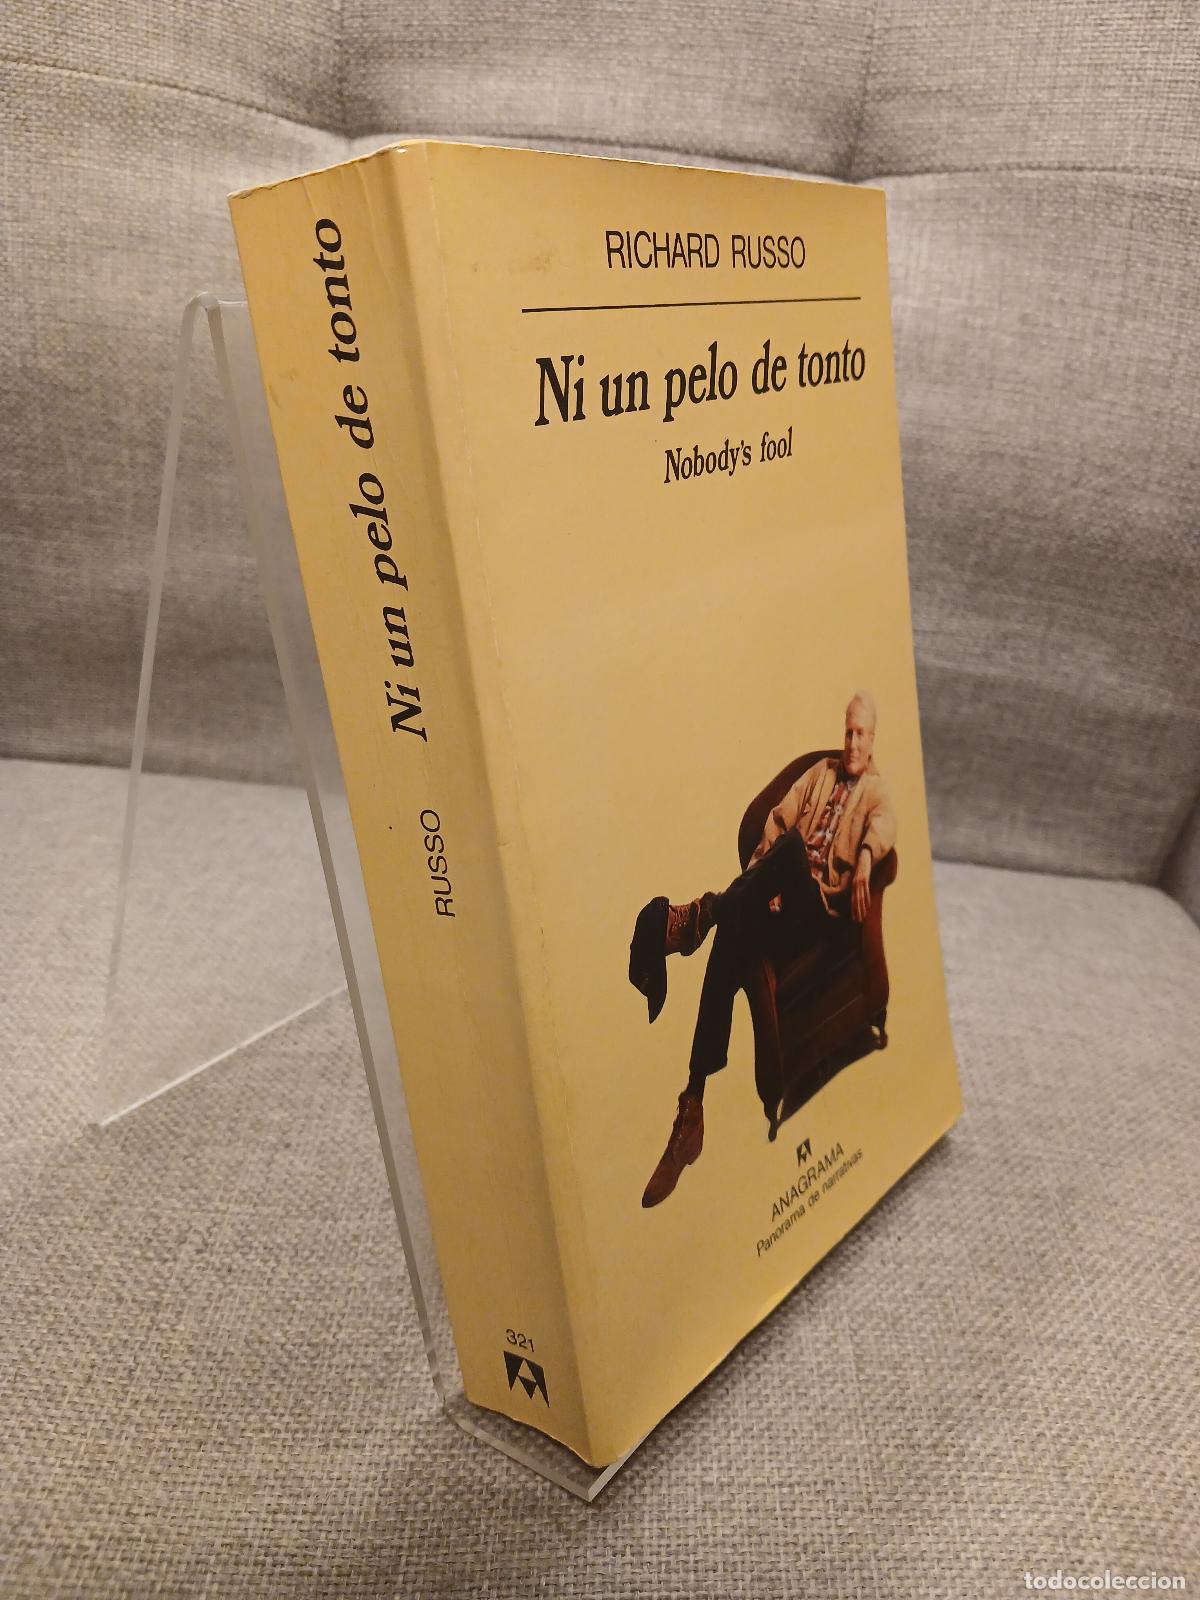 RICHARD RUSSO
Ni un pelo de tonto
Nobody's fool
ANAGRAMA
Panorama de narrativas
RUSSO
Ni un pelo de tonto
321
todocoleccion